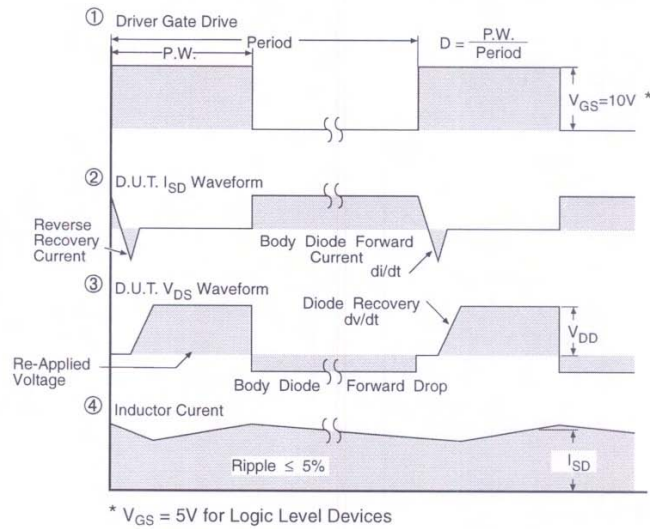 ① Driver Gate Drive
P.W.
Period
D = P.W.
Period
V_GS=10V *
② D.U.T. I_SD Waveform
Reverse
Recovery
Current
Body Diode Forward
Current
di/dt
③ D.U.T. V_DS Waveform
Diode Recovery
dv/dt
V_DD
Re-Applied
Voltage
Body Diode Forward Drop
④ Inductor Curent
Ripple ≤ 5%
I_SD
* V_GS = 5V for Logic Level Devices